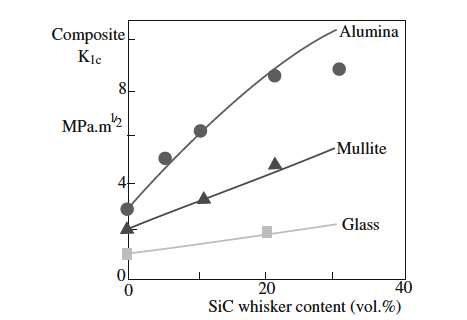 Composite
K1c
MPa.m½
8
4
0
0
20
40
SiC whisker content (vol.%)
Alumina
Mullite
Glass